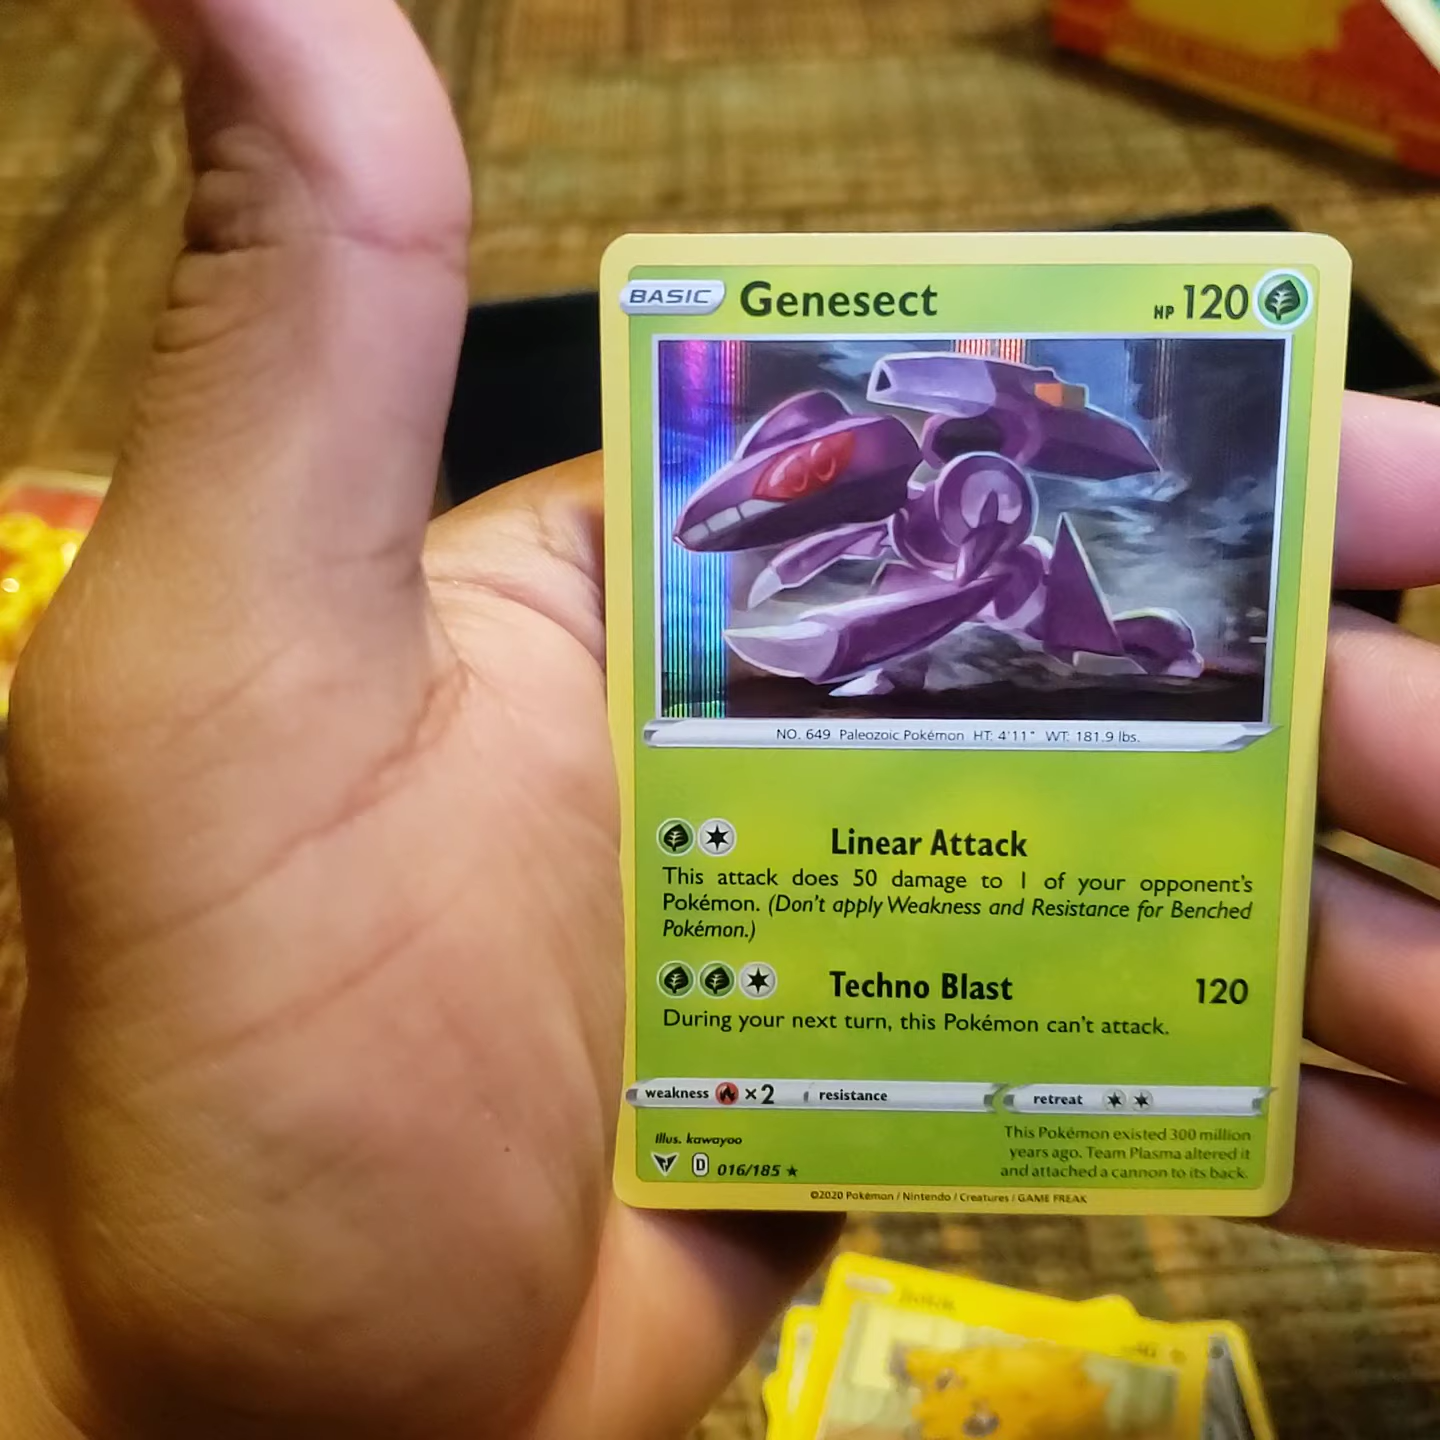 BASIC Genesect HP 120
NO. 649 Paleozoic Pokémon HT: 4'11" WT: 181.9 lbs.
Linear Attack
This attack does 50 damage to 1 of your opponent's
Pokémon. (Don't apply Weakness and Resistance for Benched
Pokémon.)
Techno Blast 120
During your next turn, this Pokémon can't attack.
weakness ×2 resistance retreat
Illus. kawayoo
D 016/185 ★
This Pokémon existed 300 million
years ago. Team Plasma altered it
and attached a cannon to its back.
©2020 Pokémon / Nintendo / Creatures / GAME FREAK